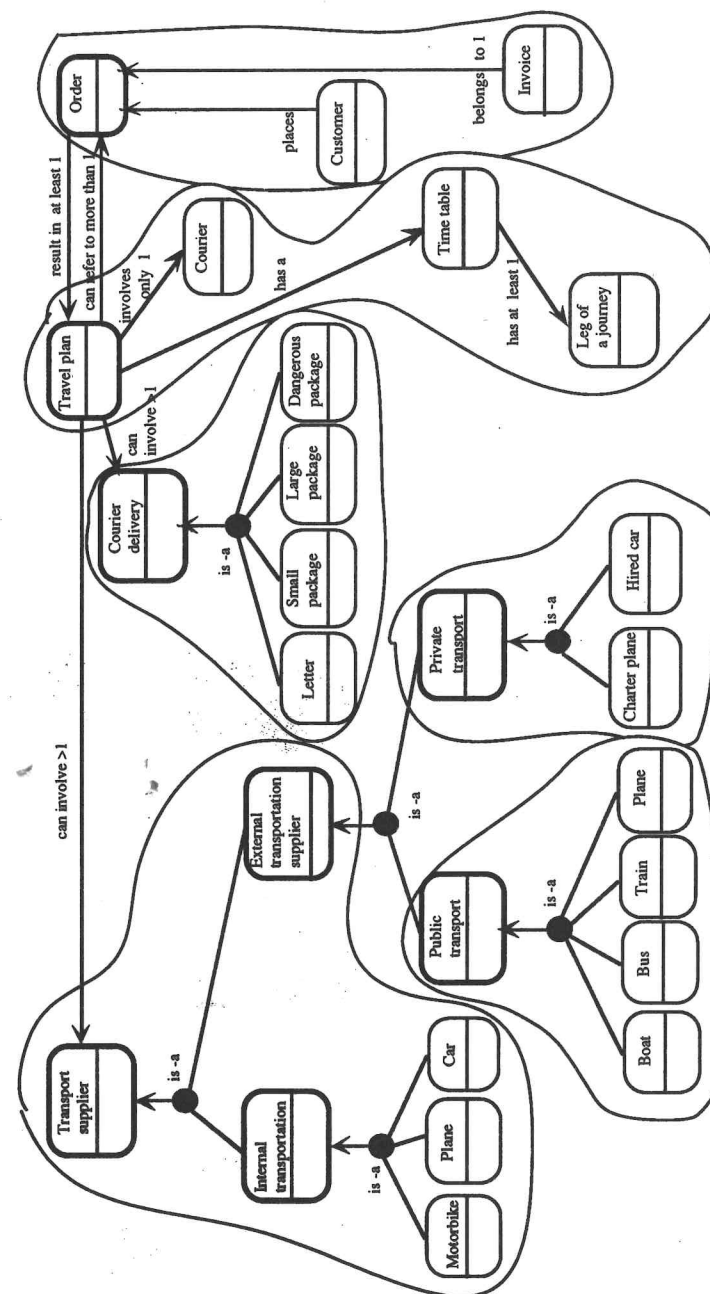 Transport
supplier
can involve >1
Travel plan
result in at least 1
can refer to more than 1
Order
is -a
can
involve >1
involves
only 1
places
belongs to 1
Courier
delivery
Courier
has a
Customer
Invoice
Internal
transportation
External
transportation
supplier
is -a
Letter
Small
package
Large
package
Dangerous
package
Time table
has at least 1
Leg of
a journey
is -a
is -a
Motorbike
Plane
Car
Public
transport
Private
transport
is -a
is -a
Boat
Bus
Train
Plane
Charter plane
Hired car